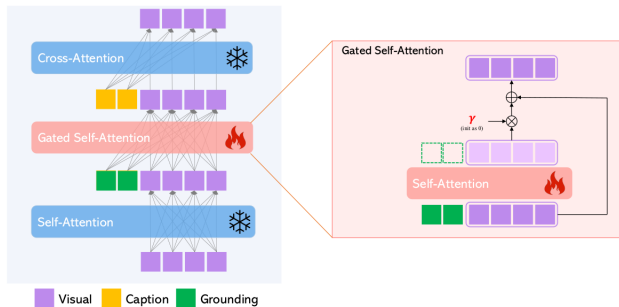 Cross-Attention
Gated Self-Attention
Self-Attention
Visual
Caption
Grounding
Gated Self-Attention
γ
(init as 0)
Self-Attention